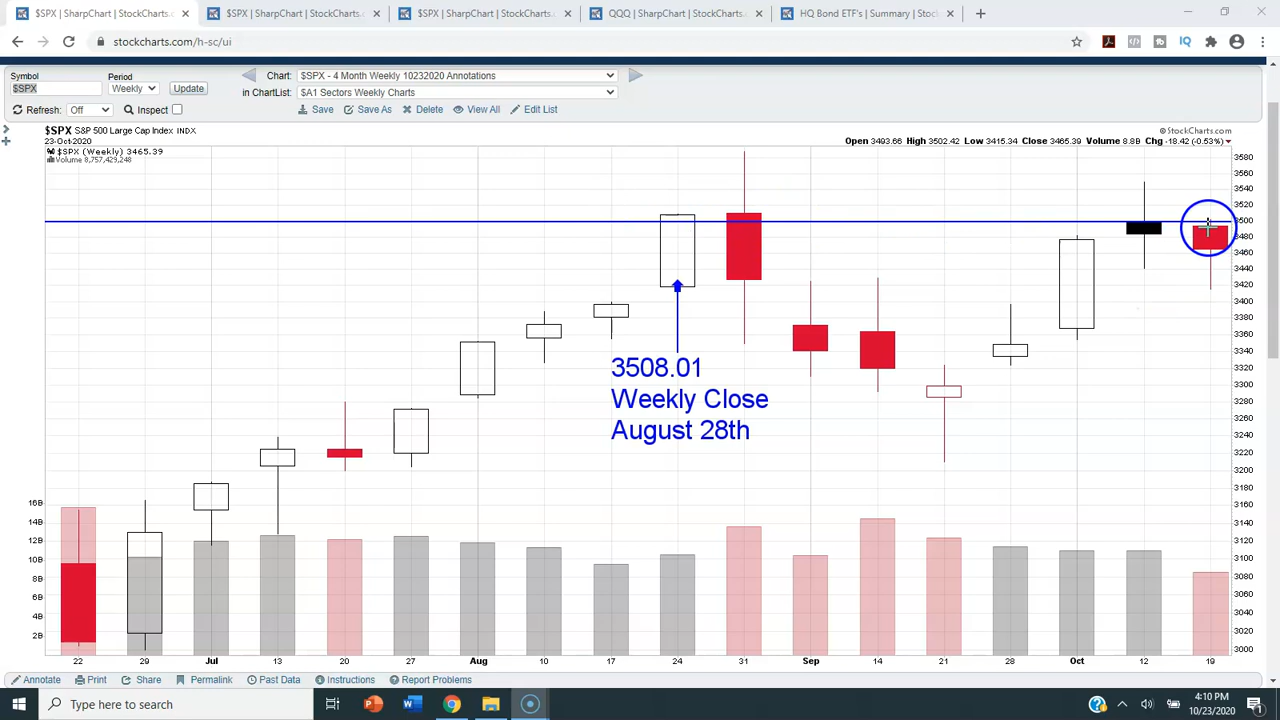 $SPX | SharpChart | StockCharts.c
$SPX | SharpChart | StockCharts.c
$SPX | SharpChart | StockCharts.c
QQQ | SharpChart | StockCharts.c
HQ Bond ETF's | Summary | StockC
stockcharts.com/h-sc/ui
Symbol
Period
Chart: $SPX - 4 Month Weekly 10232020 Annotations
$SPX
Weekly
Update
in ChartList: $A1 Sectors Weekly Charts
Refresh: Off
Inspect
Save
Save As
Delete
View All
Edit List
$SPX S&P 500 Large Cap Index INDX
© StockCharts.com
23-Oct-2020
Open 3493.66 High 3502.42 Low 3415.34 Close 3465.39 Volume 8.8B Chg -18.42 (-0.53%)
$SPX (Weekly) 3465.39
Volume 8,757,429,248
3580
3560
3540
3520
3500
3480
3460
3440
3420
3400
3380
3360
3340
3320
3300
3280
3260
3240
3220
3200
3180
3160
3140
3120
3100
3080
3060
3040
3020
3000
3508.01
Weekly Close
August 28th
16B
14B
12B
10B
8B
6B
4B
2B
22 29 Jul 13 20 27 Aug 10 17 24 31 Sep 14 21 28 Oct 12 19
Annotate
Print
Share
Permalink
Past Data
Instructions
Report Problems
Type here to search
4:10 PM
10/23/2020